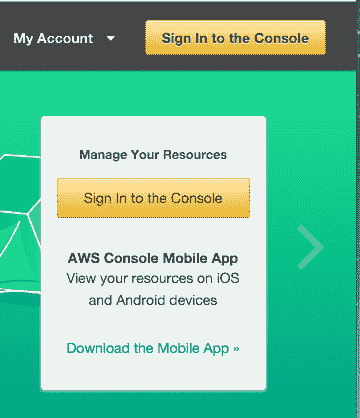 My Account
Sign In to the Console
Manage Your Resources
Sign In to the Console
AWS Console Mobile App
View your resources on iOS
and Android devices
Download the Mobile App »